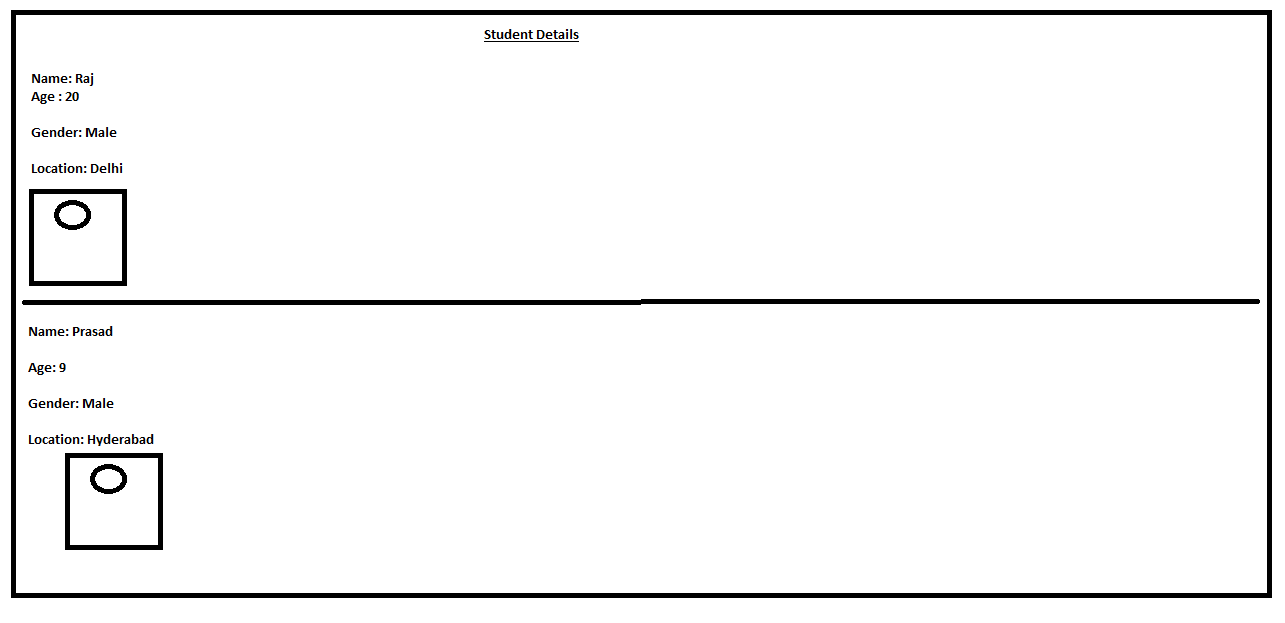 Student Details
Name: Raj
Age : 20
Gender: Male
Location: Delhi
Name: Prasad
Age: 9
Gender: Male
Location: Hyderabad